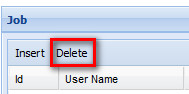 Job
Insert Delete
Id User Name